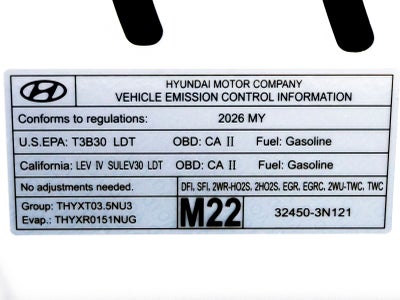 HYUNDAI MOTOR COMPANY
VEHICLE EMISSION CONTROL INFORMATION
Conforms to regulations: 2026 MY
U.S.EPA: T3B30 LDT OBD: CA II Fuel: Gasoline
California: LEV IV SULEV30 LDT OBD: CA II Fuel: Gasoline
No adjustments needed. DFI, SFI, 2WR-HO2S, 2HO2S, EGR, EGRC, 2WU-TWC, TWC
Group: THYXT03.5NU3
Evap.: THYXR0151NUG
M22
32450-3N121